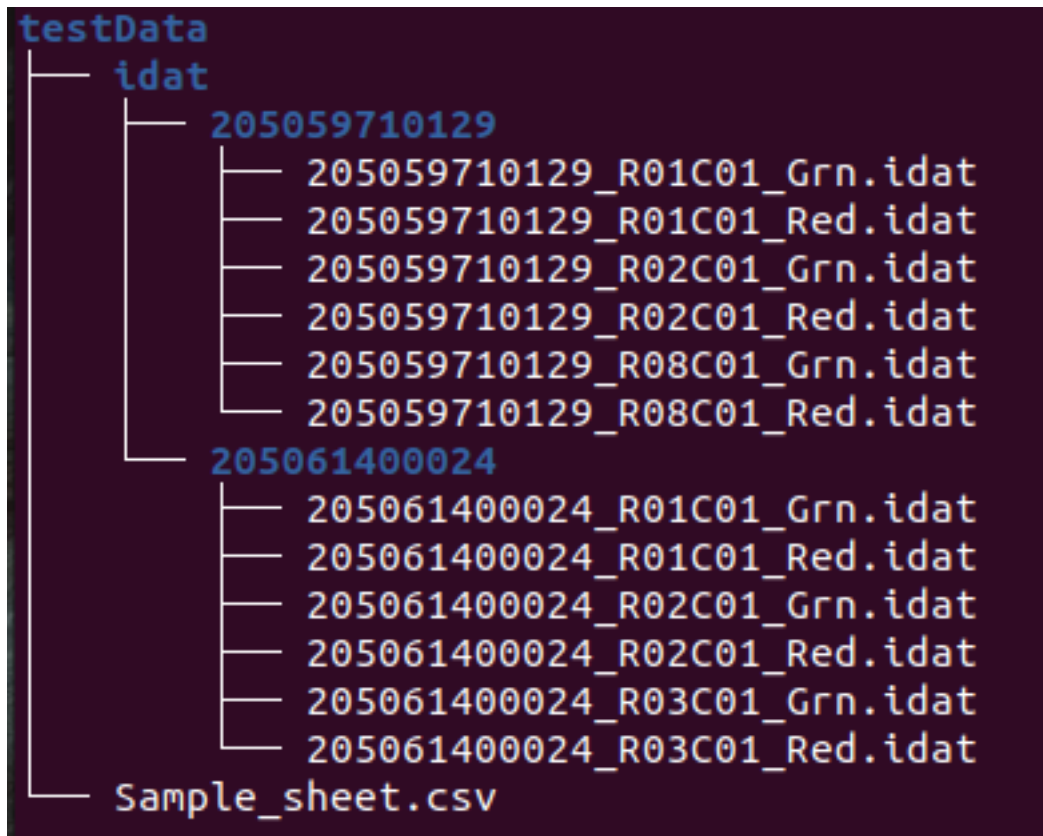 testData
idat
205059710129
205059710129_R01C01_Grn.idat
205059710129_R01C01_Red.idat
205059710129_R02C01_Grn.idat
205059710129_R02C01_Red.idat
205059710129_R08C01_Grn.idat
205059710129_R08C01_Red.idat
205061400024
205061400024_R01C01_Grn.idat
205061400024_R01C01_Red.idat
205061400024_R02C01_Grn.idat
205061400024_R02C01_Red.idat
205061400024_R03C01_Grn.idat
205061400024_R03C01_Red.idat
Sample_sheet.csv